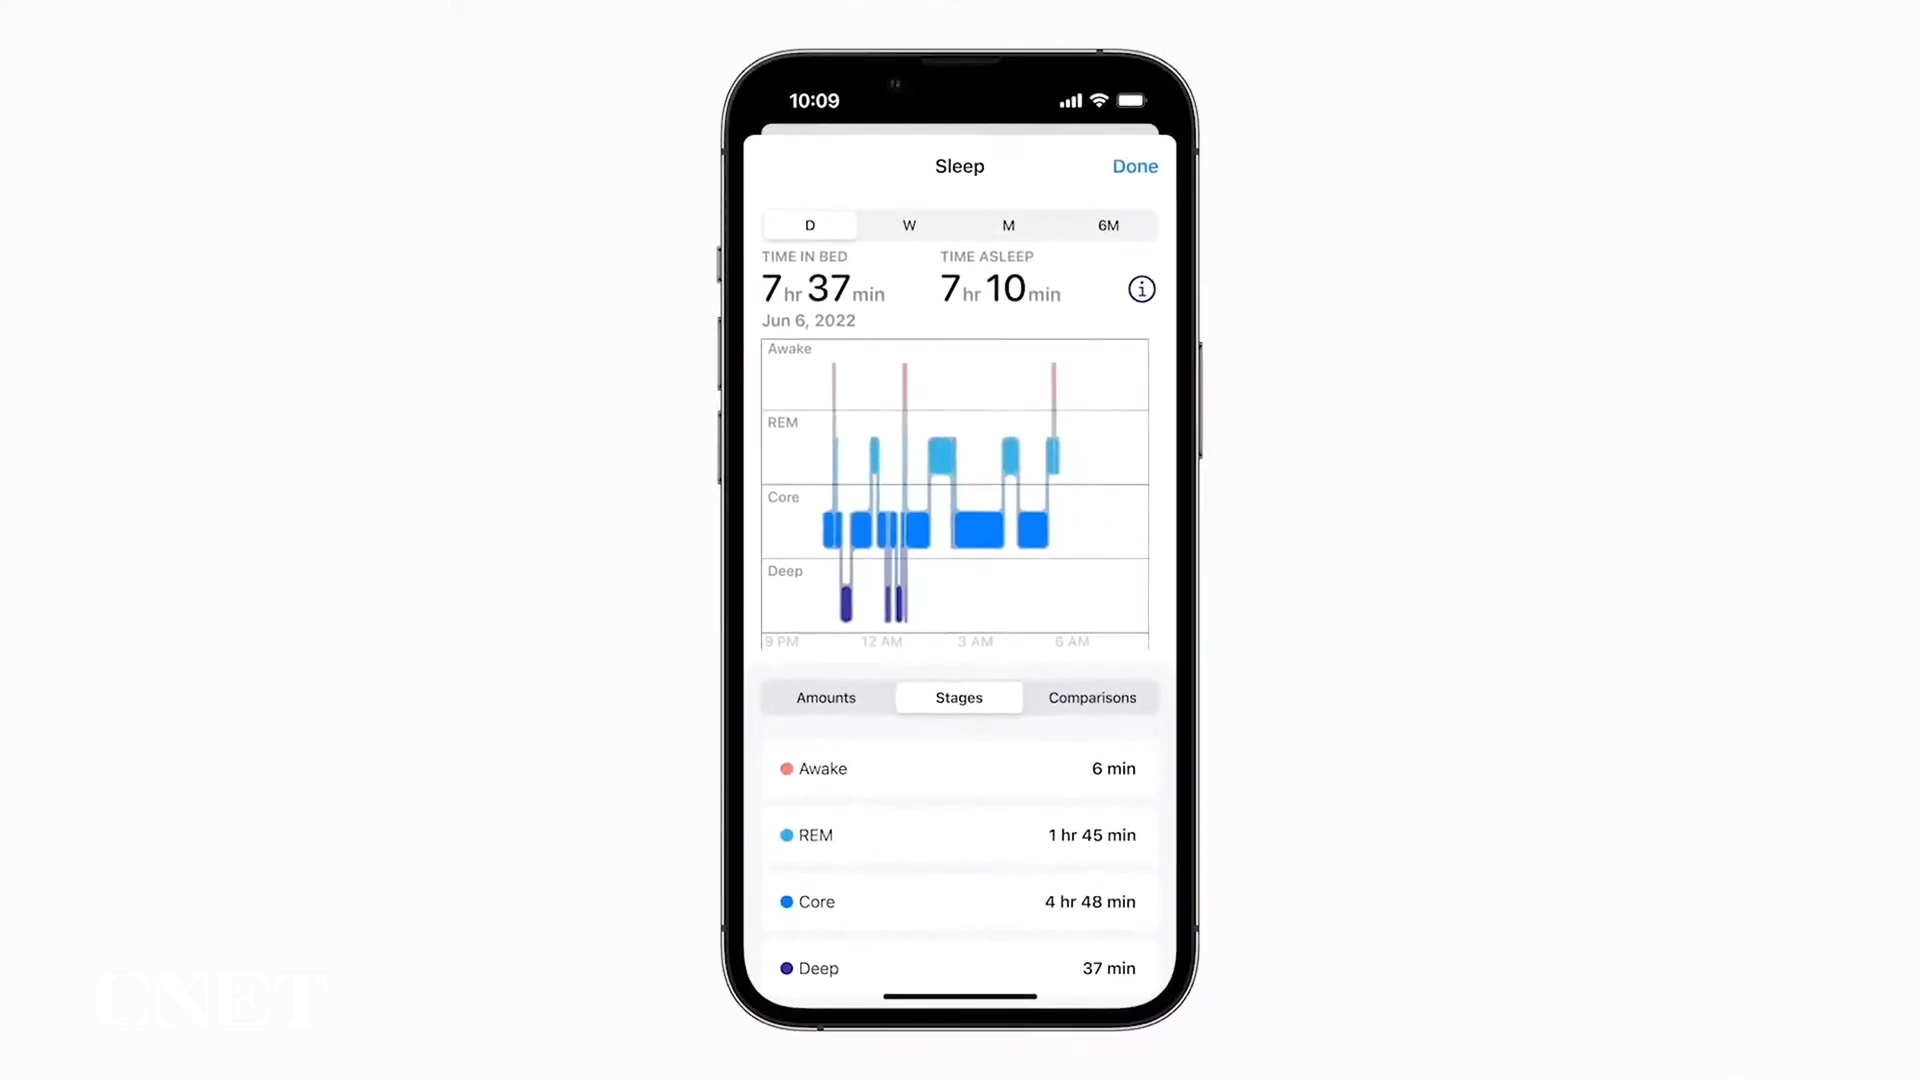 10:09
Sleep
Done
D
W
M
6M
TIME IN BED
TIME ASLEEP
7 hr 37 min
7 hr 10 min
Jun 6, 2022
Awake
REM
Core
Deep
9 PM
12 AM
3 AM
6 AM
Amounts
Stages
Comparisons
Awake
6 min
REM
1 hr 45 min
Core
4 hr 48 min
Deep
37 min
CNET